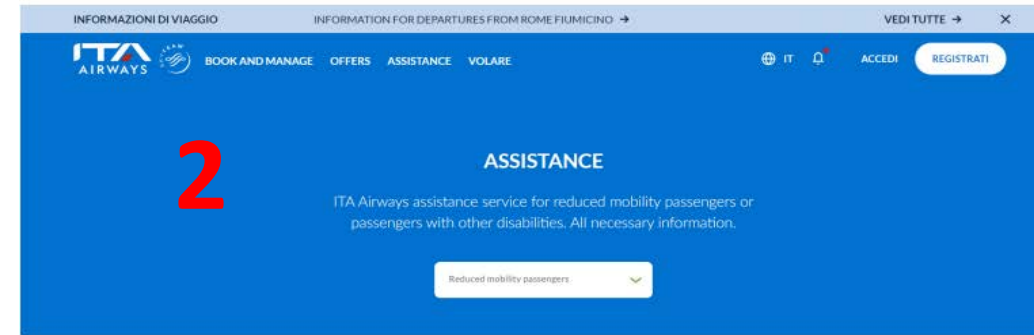 INFORMAZIONI DI VIAGGIO INFORMATION FOR DEPARTURES FROM ROME FIUMICINO → VEDI TUTTE → ✕
ITA AIRWAYS SKYTEAM BOOK AND MANAGE OFFERS ASSISTANCE VOLARE IT ACCEDI REGISTRATI
2
ASSISTANCE
ITA Airways assistance service for reduced mobility passengers or
passengers with other disabilities. All necessary information.
Reduced mobility passengers